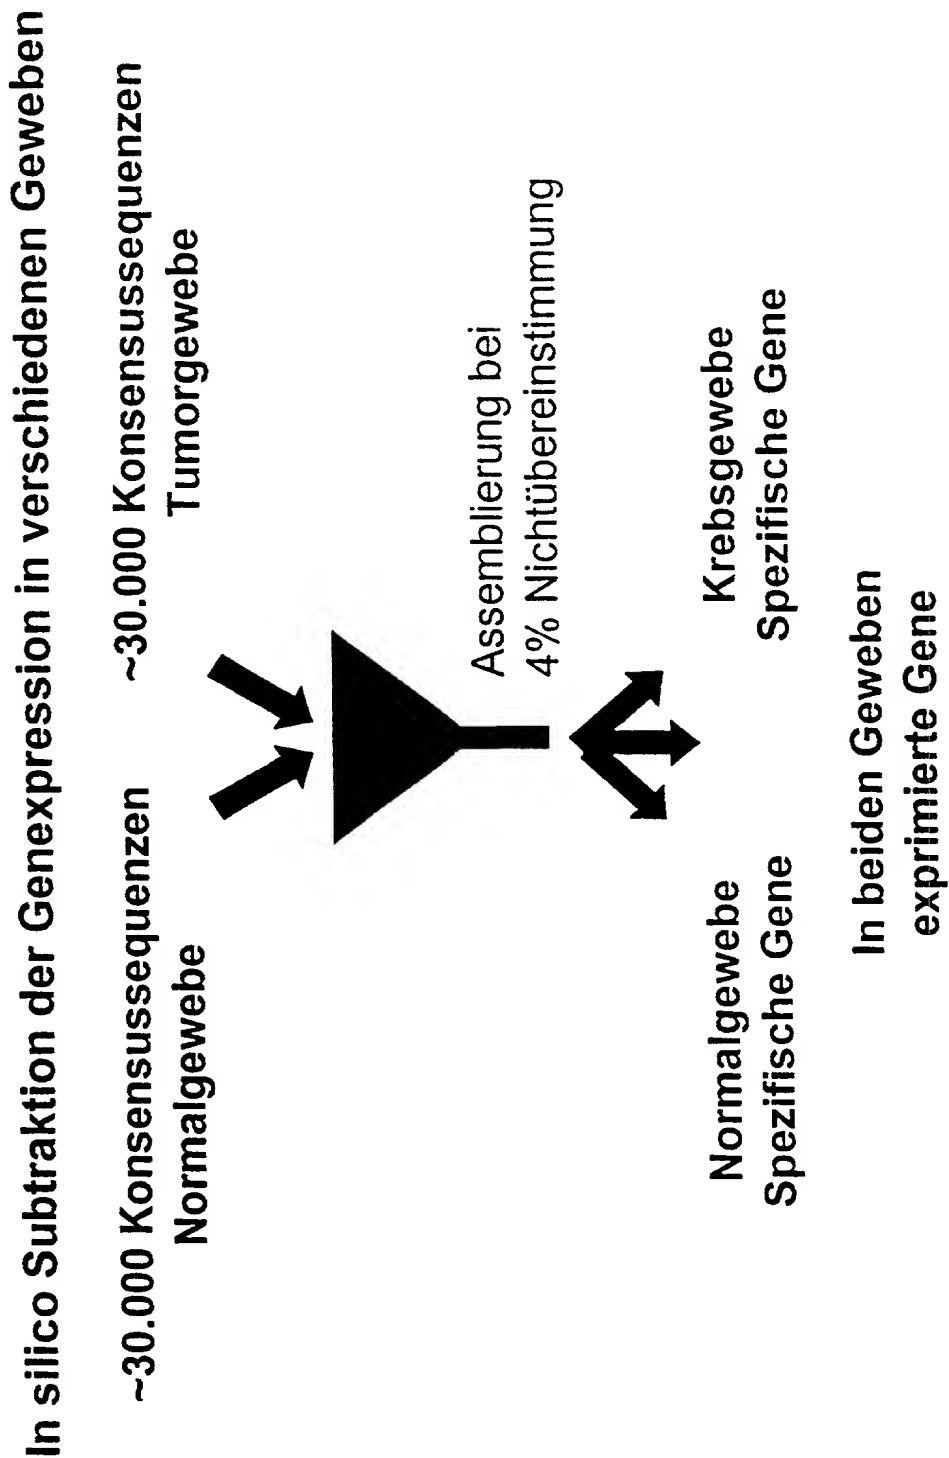 In silico Subtraktion der Genexpression in verschiedenen Geweben
~30.000 Konsensussequenzen
Normalgewebe
~30.000 Konsensussequenzen
Tumorgewebe
Assemblierung bei
4% Nichtübereinstimmung
Normalgewebe
Spezifische Gene
Krebsgewebe
Spezifische Gene
In beiden Geweben
exprimierte Gene